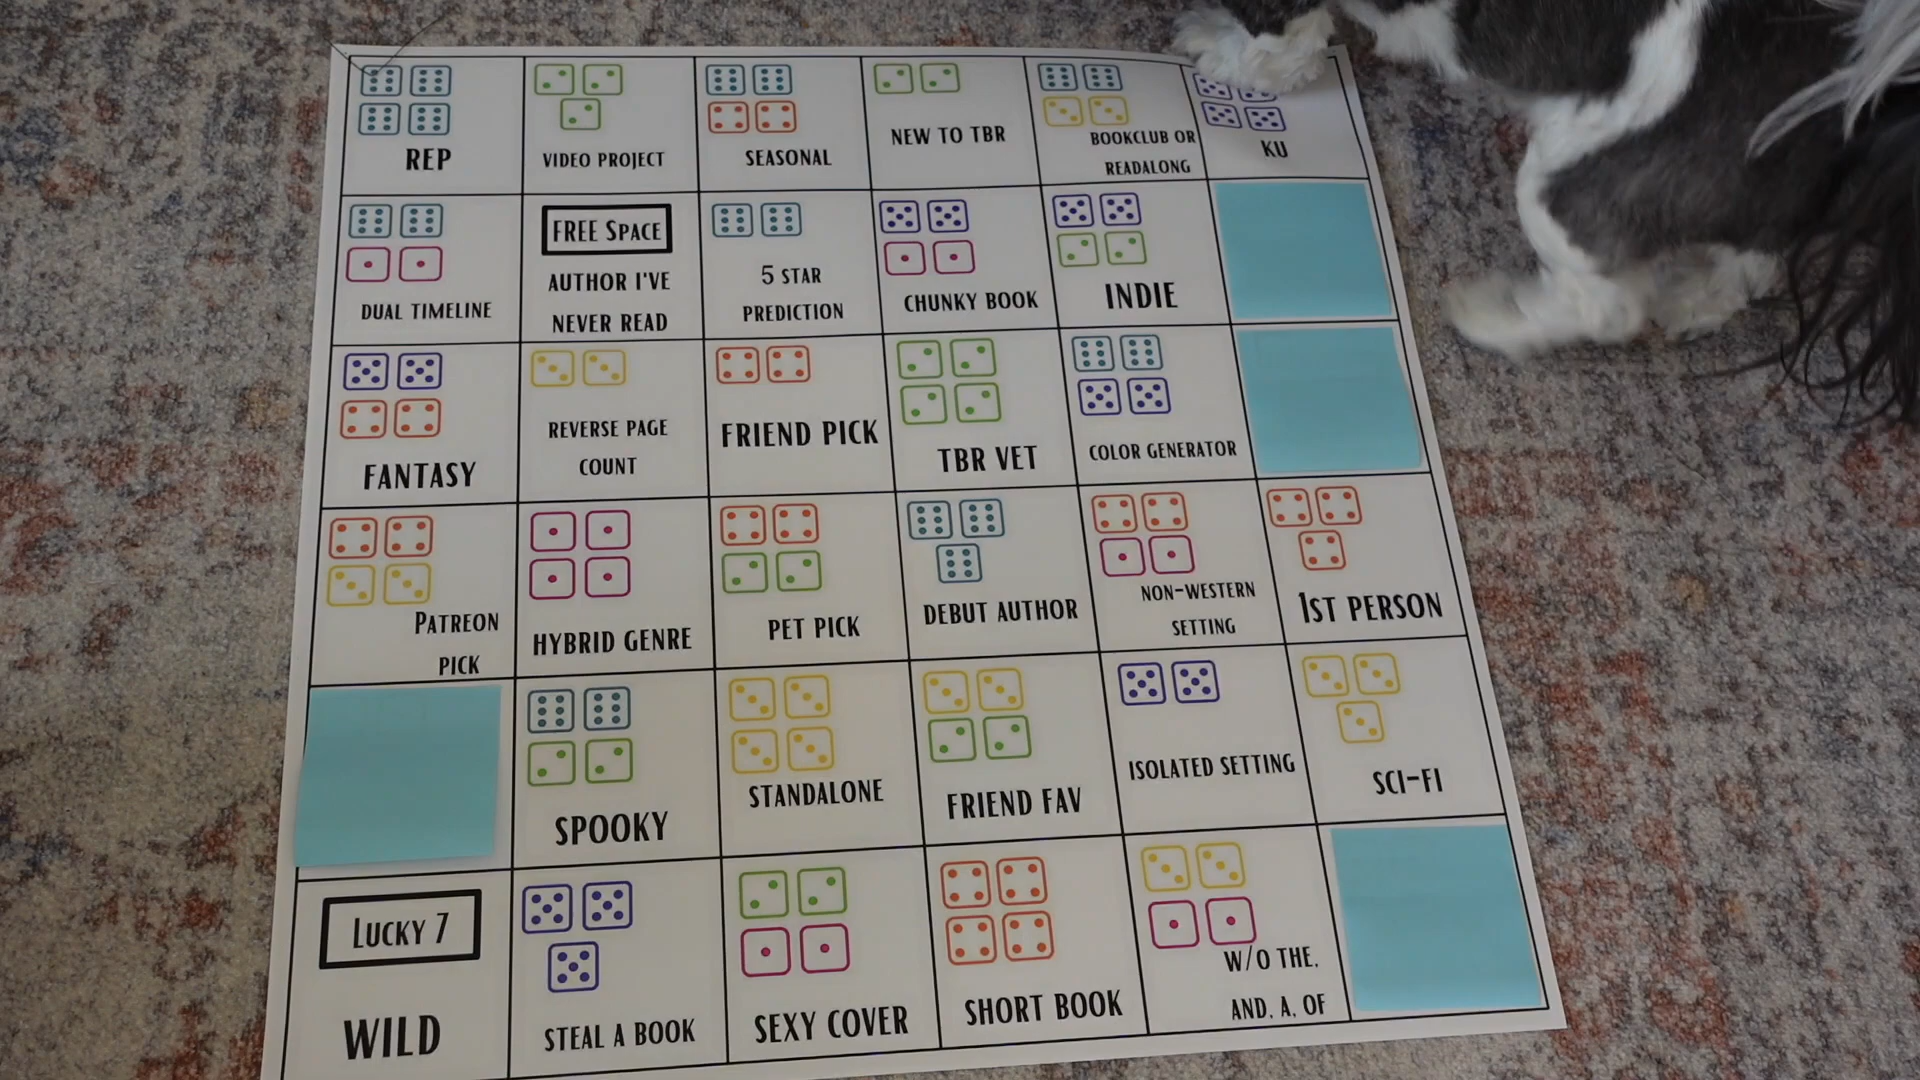 REP
VIDEO PROJECT
SEASONAL
NEW TO TBR
BOOKCLUB OR
READALONG
KU
DUAL TIMELINE
FREE SPACE
AUTHOR I'VE
NEVER READ
5 STAR
PREDICTION
CHUNKY BOOK
INDIE
FANTASY
REVERSE PAGE
COUNT
FRIEND PICK
TBR VET
COLOR GENERATOR
PATREON
PICK
HYBRID GENRE
PET PICK
DEBUT AUTHOR
NON-WESTERN
SETTING
1ST PERSON
SPOOKY
STANDALONE
FRIEND FAV
ISOLATED SETTING
SCI-FI
LUCKY 7
WILD
STEAL A BOOK
SEXY COVER
SHORT BOOK
W/O THE,
AND, A, OF